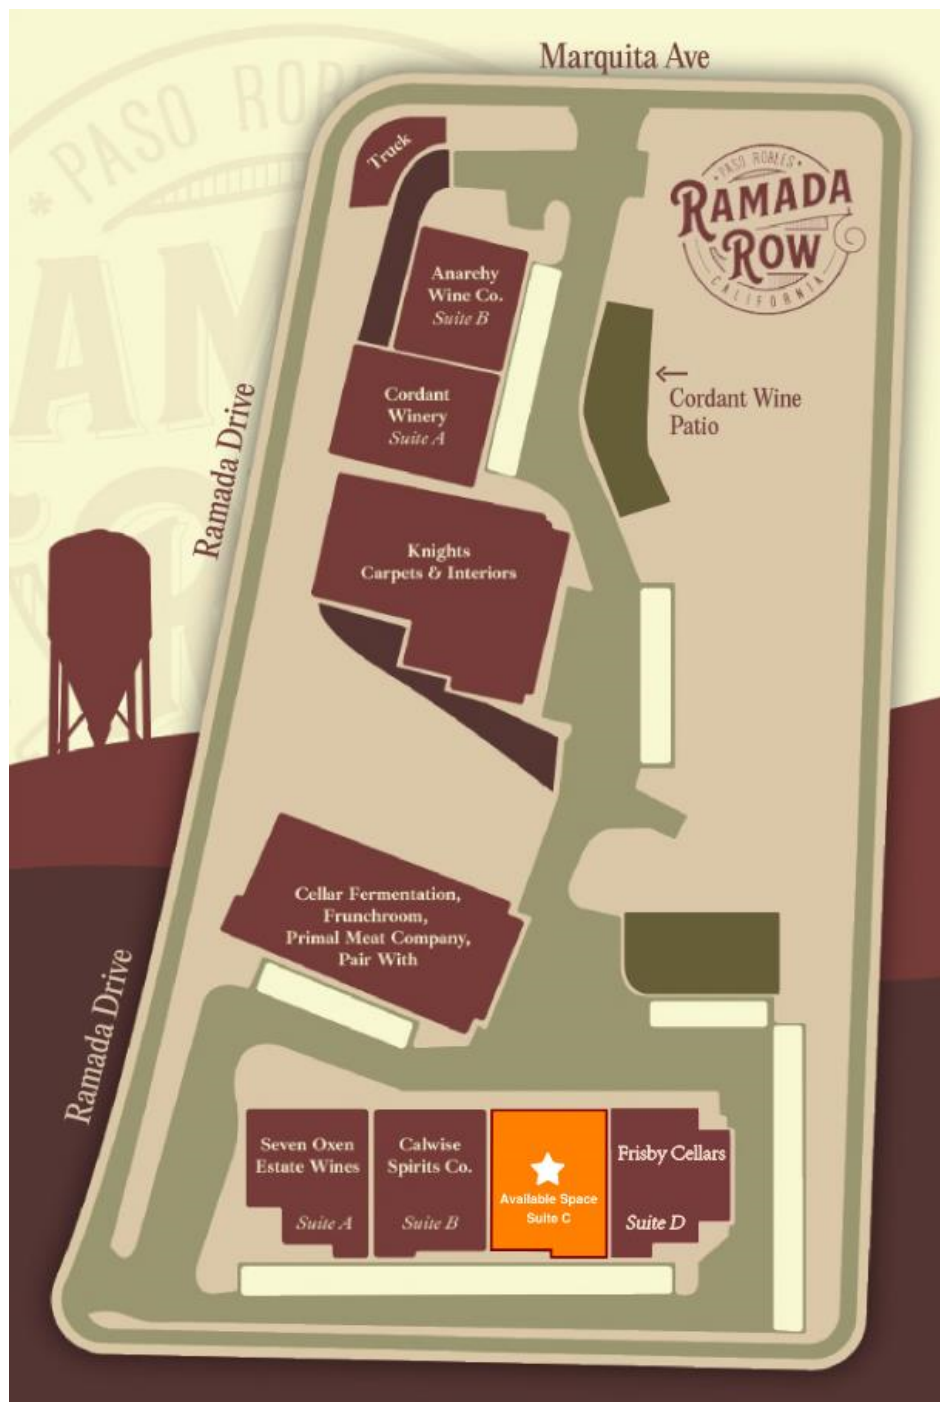 Marquita Ave
* PASO ROBL
Truck
• PASO ROBLES •
RAMADA
ROW
CALIFORNIA
Anarchy
Wine Co.
Suite B
Cordant
Winery
Suite A
←
Cordant Wine
Patio
Ramada Drive
Knights
Carpets & Interiors
Cellar Fermentation,
Frunchroom,
Primal Meat Company,
Pair With
Ramada Drive
Seven Oxen
Estate Wines
Suite A
Calwise
Spirits Co.
Suite B
Available Space
Suite C
Frisby Cellars
Suite D